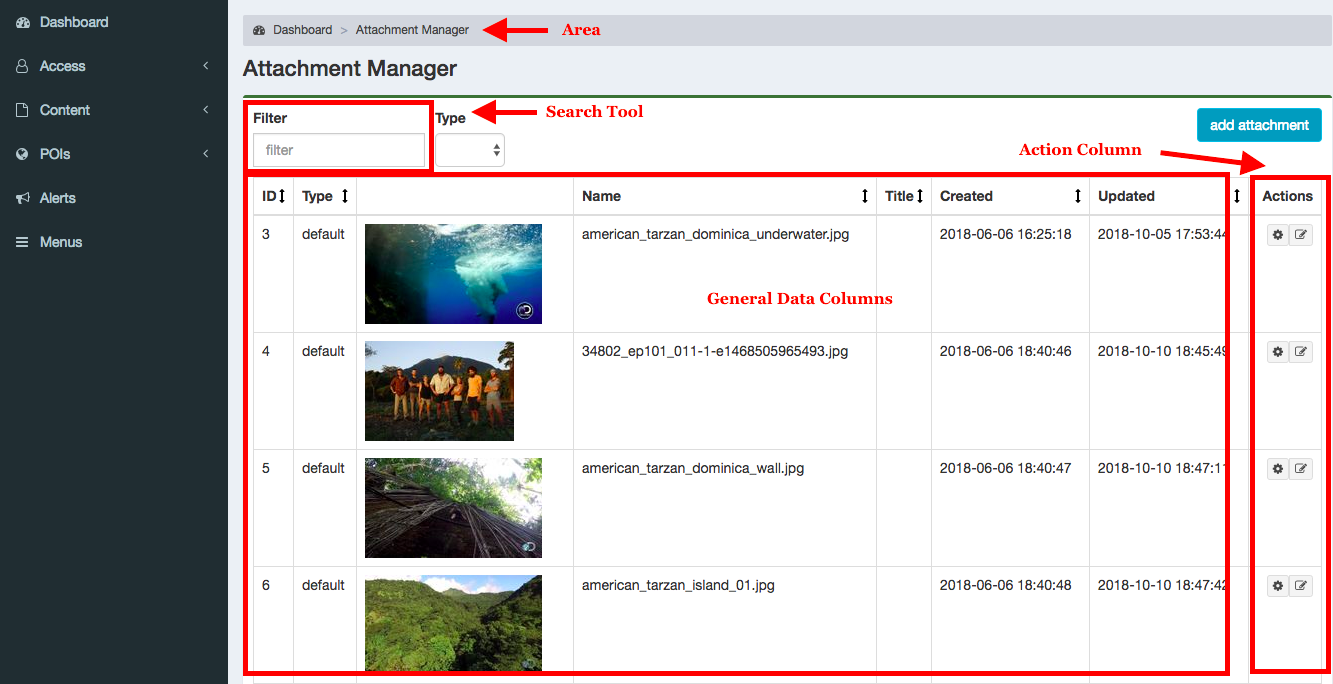 Dashboard
Access
Content
POIs
Alerts
Menus
Dashboard > Attachment Manager
Area
Attachment Manager
Filter
filter
Type
Search Tool
add attachment
Action Column
ID Type Name Title Created Updated Actions
3 default american_tarzan_dominica_underwater.jpg 2018-06-06 16:25:18 2018-10-05 17:53:44
General Data Columns
4 default 34802_ep101_011-1-e1468505965493.jpg 2018-06-06 18:40:46 2018-10-10 18:45:49
5 default american_tarzan_dominica_wall.jpg 2018-06-06 18:40:47 2018-10-10 18:47:11
6 default american_tarzan_island_01.jpg 2018-06-06 18:40:48 2018-10-10 18:47:42